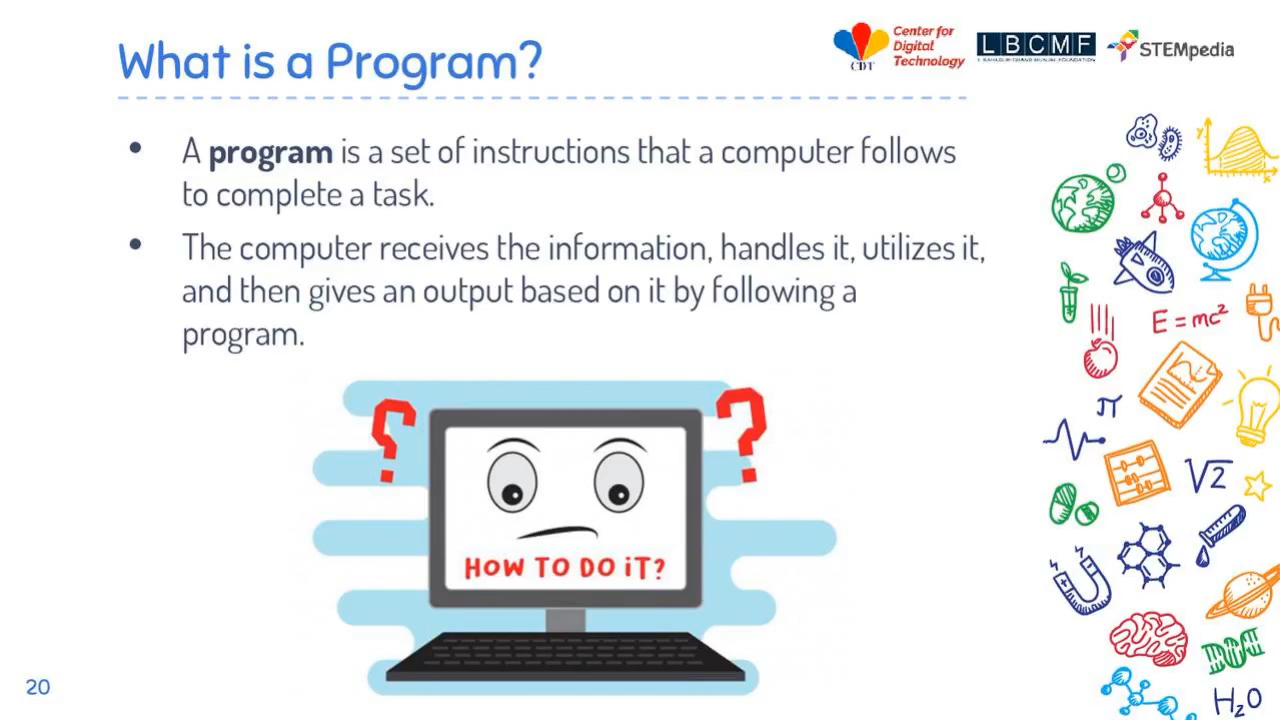 What is a Program?
CDT
Center for
Digital
Technology
LBCMF
STEMpedia
• A program is a set of instructions that a computer follows
to complete a task.
• The computer receives the information, handles it, utilizes it,
and then gives an output based on it by following a
program.
? ?
HOW TO DO iT?
y
x
E = mc²
π
√2
H₂O
20